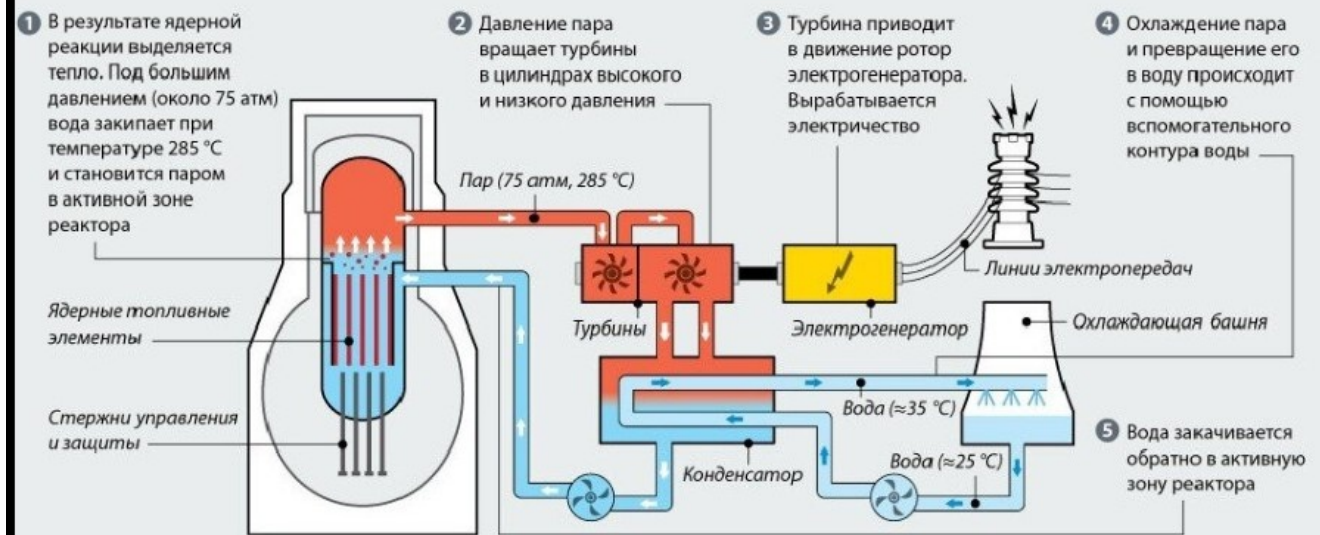 1 В результате ядерной
реакции выделяется
тепло. Под большим
давлением (около 75 атм)
вода закипает при
температуре 285 °C
и становится паром
в активной зоне
реактора
2 Давление пара
вращает турбины
в цилиндрах высокого
и низкого давления
3 Турбина приводит
в движение ротор
электрогенератора.
Вырабатывается
электричество
4 Охлаждение пара
и превращение его
в воду происходит
с помощью
вспомогательного
контура воды
Пар (75 атм, 285 °C)
Линии электропередач
Ядерные топливные
элементы
Турбины
Электрогенератор
Охлаждающая башня
Стержни управления
и защиты
Вода (≈35 °C)
Конденсатор
Вода (≈25 °C)
5 Вода закачивается
обратно в активную
зону реактора